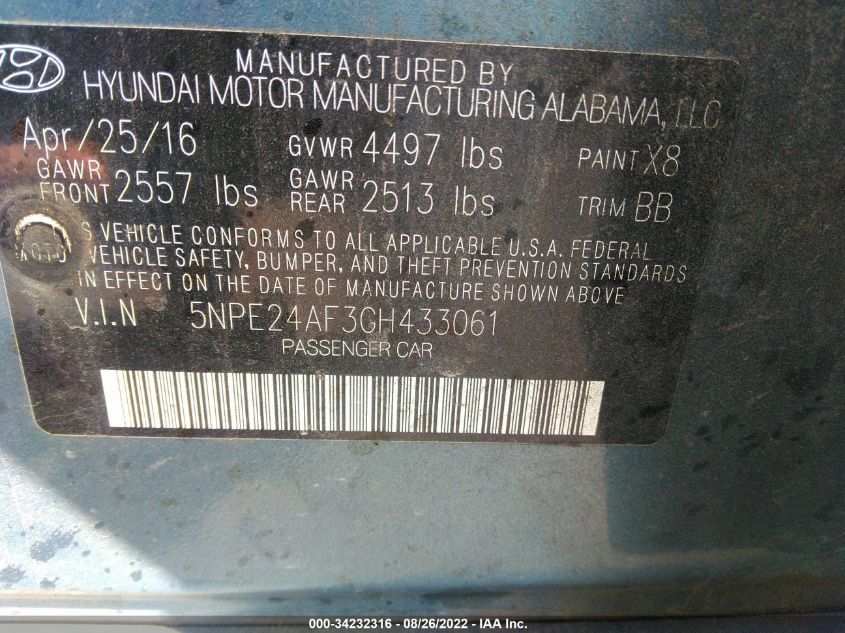 MANUFACTURED BY
HYUNDAI MOTOR MANUFACTURING ALABAMA, LLC
Apr/25/16 GVWR 4497 lbs PAINT X8
GAWR FRONT 2557 lbs GAWR REAR 2513 lbs TRIM BB
S VEHICLE CONFORMS TO ALL APPLICABLE U.S.A. FEDERAL
MOTO VEHICLE SAFETY, BUMPER, AND THEFT PREVENTION STANDARDS
IN EFFECT ON THE DATE OF MANUFACTURE SHOWN ABOVE
V.I.N 5NPE24AF3GH433061
PASSENGER CAR
000-34232316 - 08/26/2022 - IAA Inc.